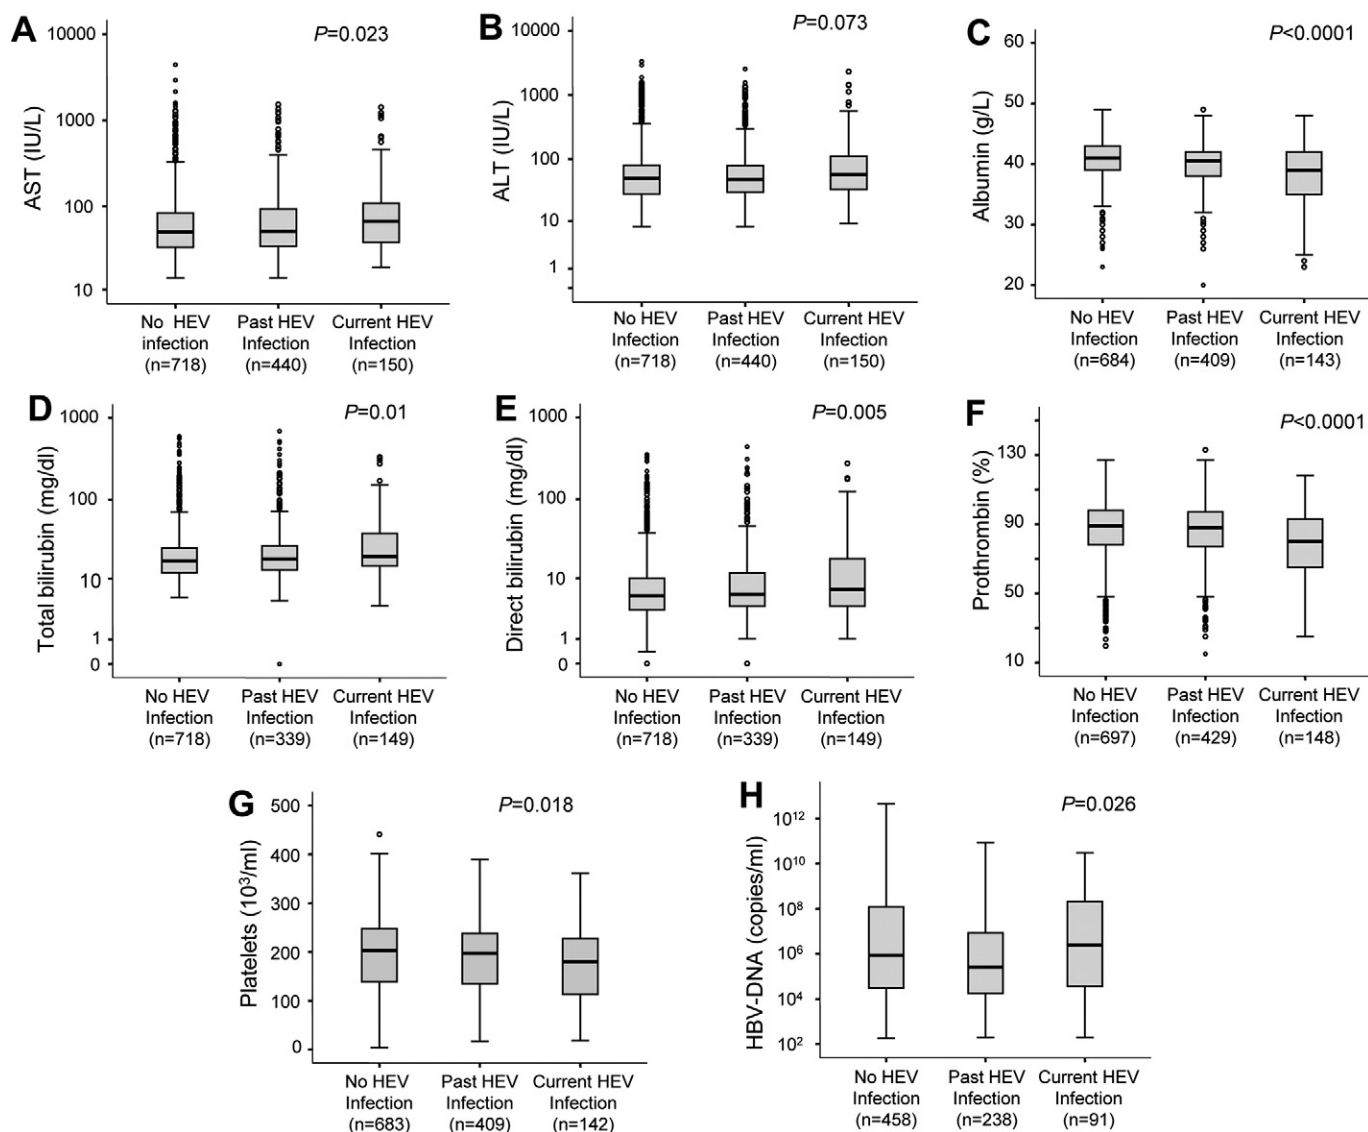 A
P=0.023
AST (IU/L)
10000
1000
100
10
No HEV
infection
(n=718)
Past HEV
Infection
(n=440)
Current HEV
Infection
(n=150)
B
P=0.073
ALT (IU/L)
10000
1000
100
10
1
No HEV
Infection
(n=718)
Past HEV
Infection
(n=440)
Current HEV
Infection
(n=150)
C
P<0.0001
Albumin (g/L)
60
50
40
30
20
No HEV
Infection
(n=684)
Past HEV
Infection
(n=409)
Current HEV
Infection
(n=143)
D
P=0.01
Total bilirubin (mg/dl)
1000
100
10
1
0
No HEV
Infection
(n=718)
Past HEV
Infection
(n=339)
Current HEV
Infection
(n=149)
E
P=0.005
Direct bilirubin (mg/dl)
1000
100
10
1
0
No HEV
Infection
(n=718)
Past HEV
Infection
(n=339)
Current HEV
Infection
(n=149)
F
P<0.0001
Prothrombin (%)
130
90
50
10
No HEV
Infection
(n=697)
Past HEV
Infection
(n=429)
Current HEV
Infection
(n=148)
G
P=0.018
Platelets (10³/ml)
500
400
300
200
100
0
No HEV
Infection
(n=683)
Past HEV
Infection
(n=409)
Current HEV
Infection
(n=142)
H
P=0.026
HBV-DNA (copies/ml)
10¹²
10¹⁰
10⁸
10⁶
10⁴
10²
No HEV
Infection
(n=458)
Past HEV
Infection
(n=238)
Current HEV
Infection
(n=91)